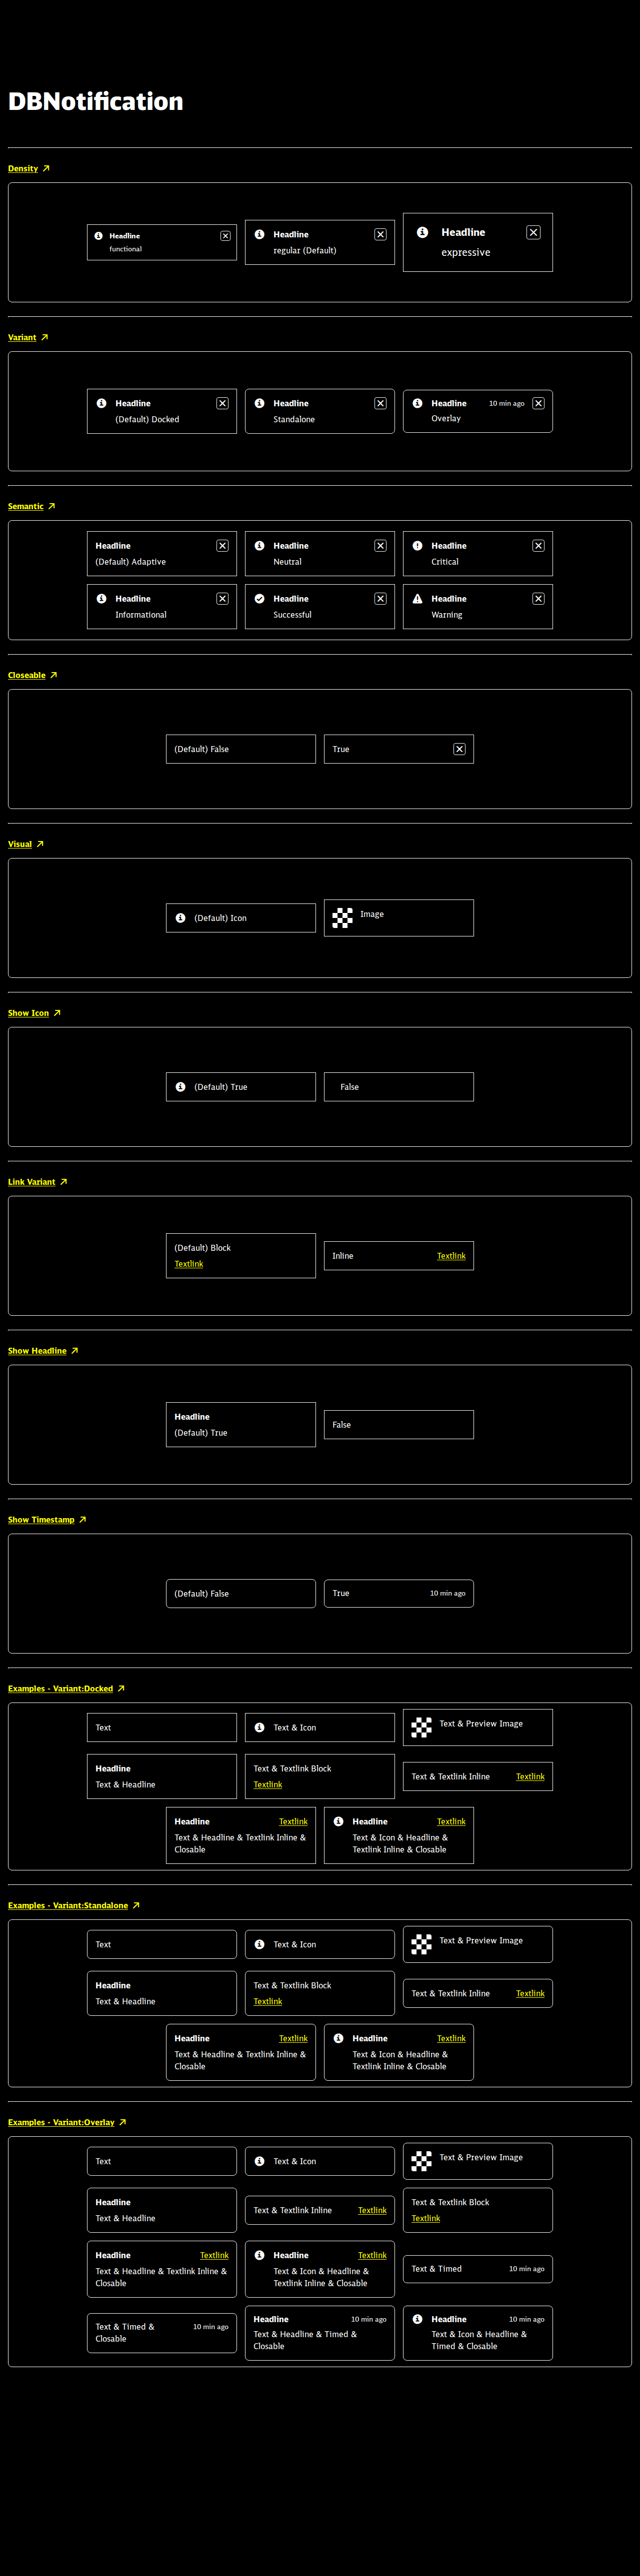 DBNotification
Density
Headline
functional
Headline
regular (Default)
Headline
expressive
Variant
Headline
(Default) Docked
Headline
Standalone
Headline 10 min ago
Overlay
Semantic
Headline
(Default) Adaptive
Headline
Neutral
Headline
Critical
Headline
Informational
Headline
Successful
Headline
Warning
Closeable
(Default) False
True
Visual
(Default) Icon
Image
Show Icon
(Default) True
False
Link Variant
(Default) Block
Textlink
Inline Textlink
Show Headline
Headline
(Default) True
False
Show Timestamp
(Default) False
True 10 min ago
Examples - Variant:Docked
Text
Text & Icon
Text & Preview Image
Headline
Text & Headline
Text & Textlink Block
Textlink
Text & Textlink Inline Textlink
Headline Textlink
Text & Headline & Textlink Inline &
Closable
Headline Textlink
Text & Icon & Headline &
Textlink Inline & Closable
Examples - Variant:Standalone
Text
Text & Icon
Text & Preview Image
Headline
Text & Headline
Text & Textlink Block
Textlink
Text & Textlink Inline Textlink
Headline Textlink
Text & Headline & Textlink Inline &
Closable
Headline Textlink
Text & Icon & Headline &
Textlink Inline & Closable
Examples - Variant:Overlay
Text
Text & Icon
Text & Preview Image
Headline
Text & Headline
Text & Textlink Inline Textlink
Text & Textlink Block
Textlink
Headline Textlink
Text & Headline & Textlink Inline &
Closable
Headline Textlink
Text & Icon & Headline &
Textlink Inline & Closable
Text & Timed 10 min ago
Text & Timed & 10 min ago
Closable
Headline 10 min ago
Text & Headline & Timed &
Closable
Headline 10 min ago
Text & Icon & Headline &
Timed & Closable